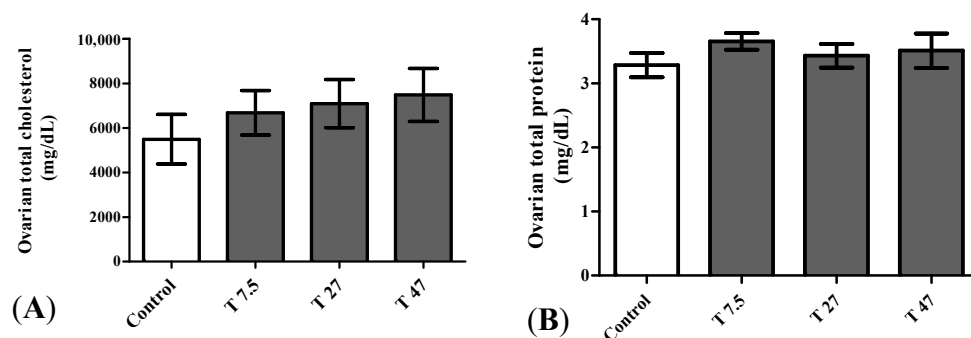 Ovarian total cholesterol
(mg/dL)
10,000
8000
6000
4000
2000
0
Control
T 7.5
T 27
T 47
(A)
Ovarian total protein
(mg/dL)
4
3
2
1
0
Control
T 7.5
T 27
T 47
(B)